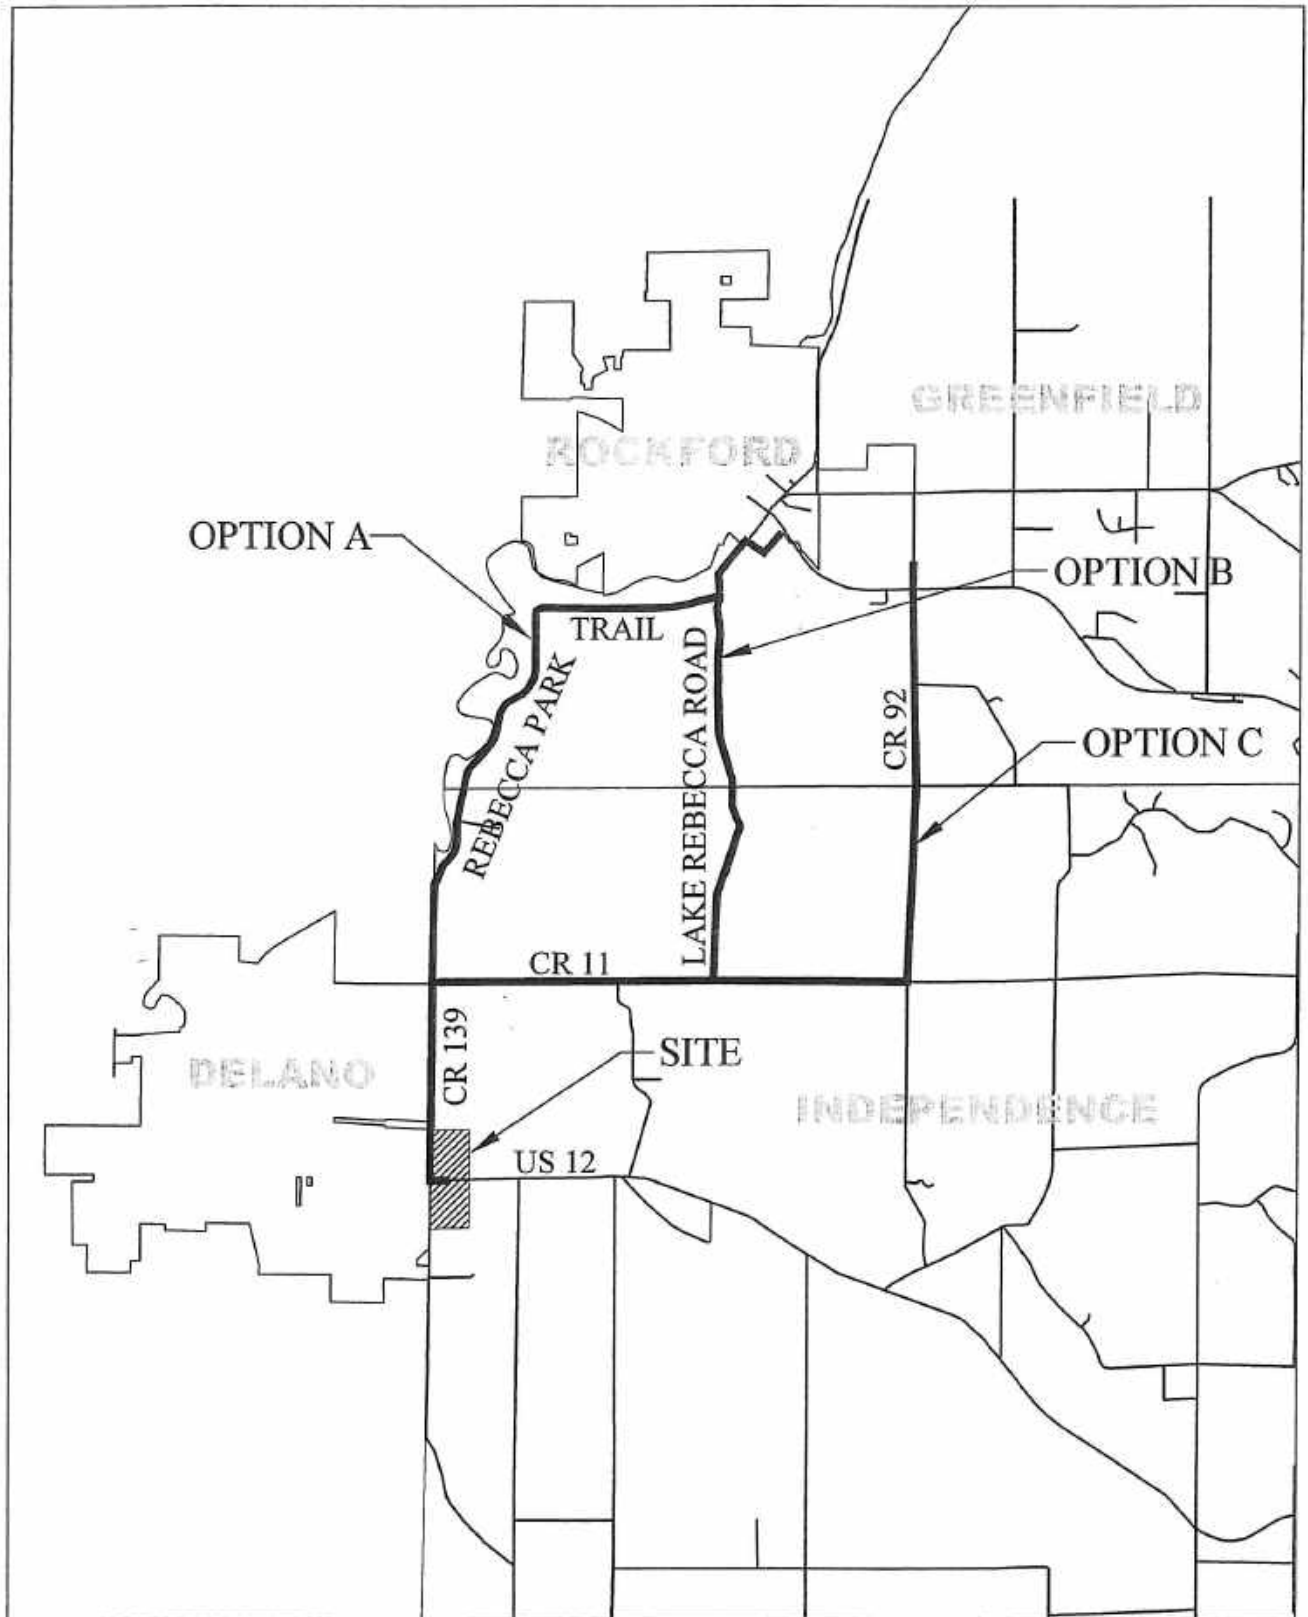 GREENFIELD
ROCKFORD
OPTION A
OPTION B
TRAIL
REBECCA PARK
LAKE REBECCA ROAD
CR 92
OPTION C
CR 11
CR 139
SITE
DELANO
INDEPENDENCE
US 12